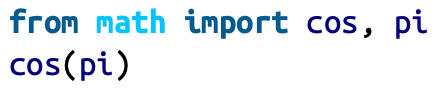 from math import cos, pi
cos(pi)